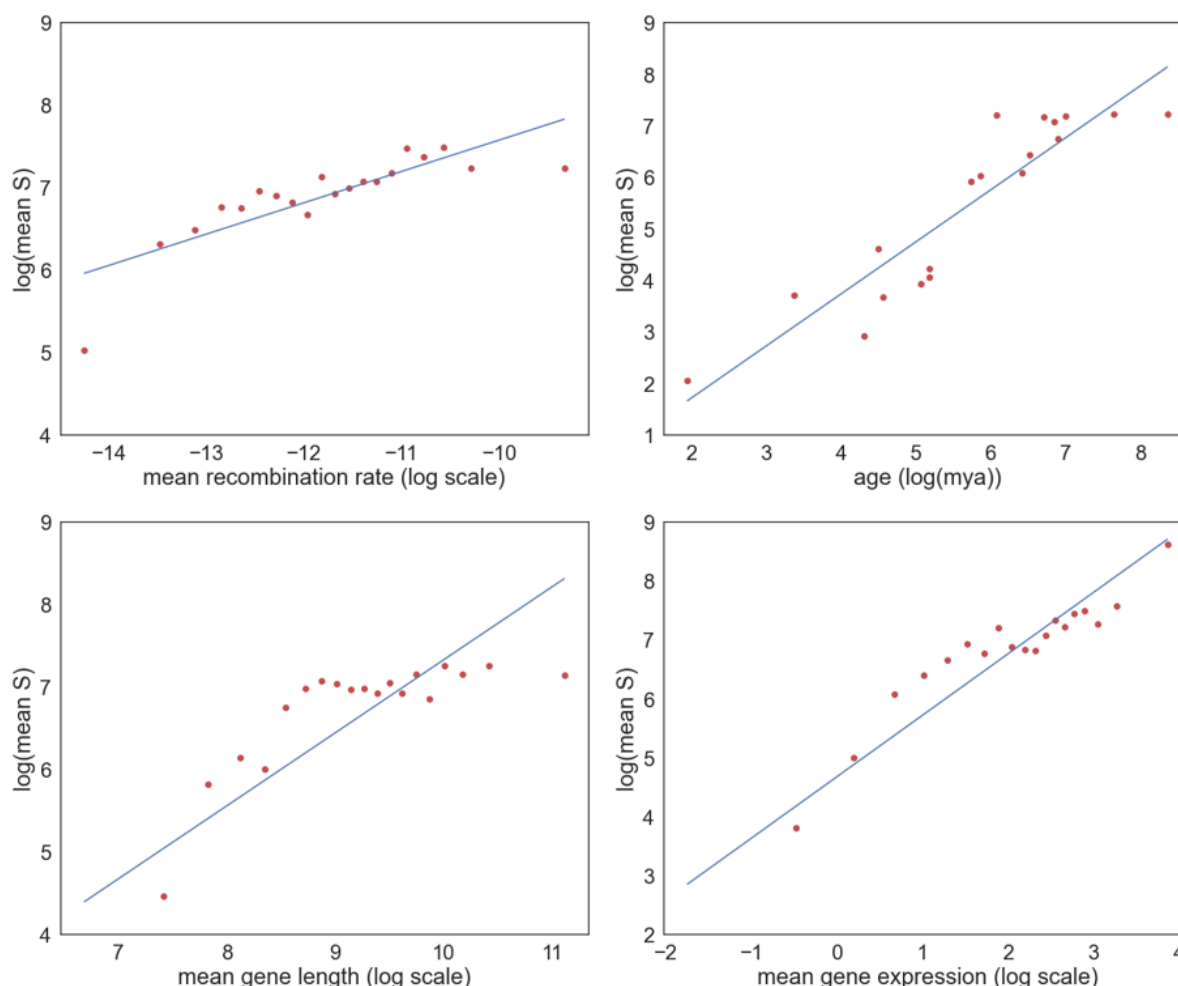 9
8
7
6
5
4
log(mean S)
−14 −13 −12 −11 −10
mean recombination rate (log scale)
9
8
7
6
5
4
3
2
1
log(mean S)
2 3 4 5 6 7 8
age (log(mya))
9
8
7
6
5
4
log(mean S)
7 8 9 10 11
mean gene length (log scale)
9
8
7
6
5
4
3
2
log(mean S)
−2 −1 0 1 2 3 4
mean gene expression (log scale)